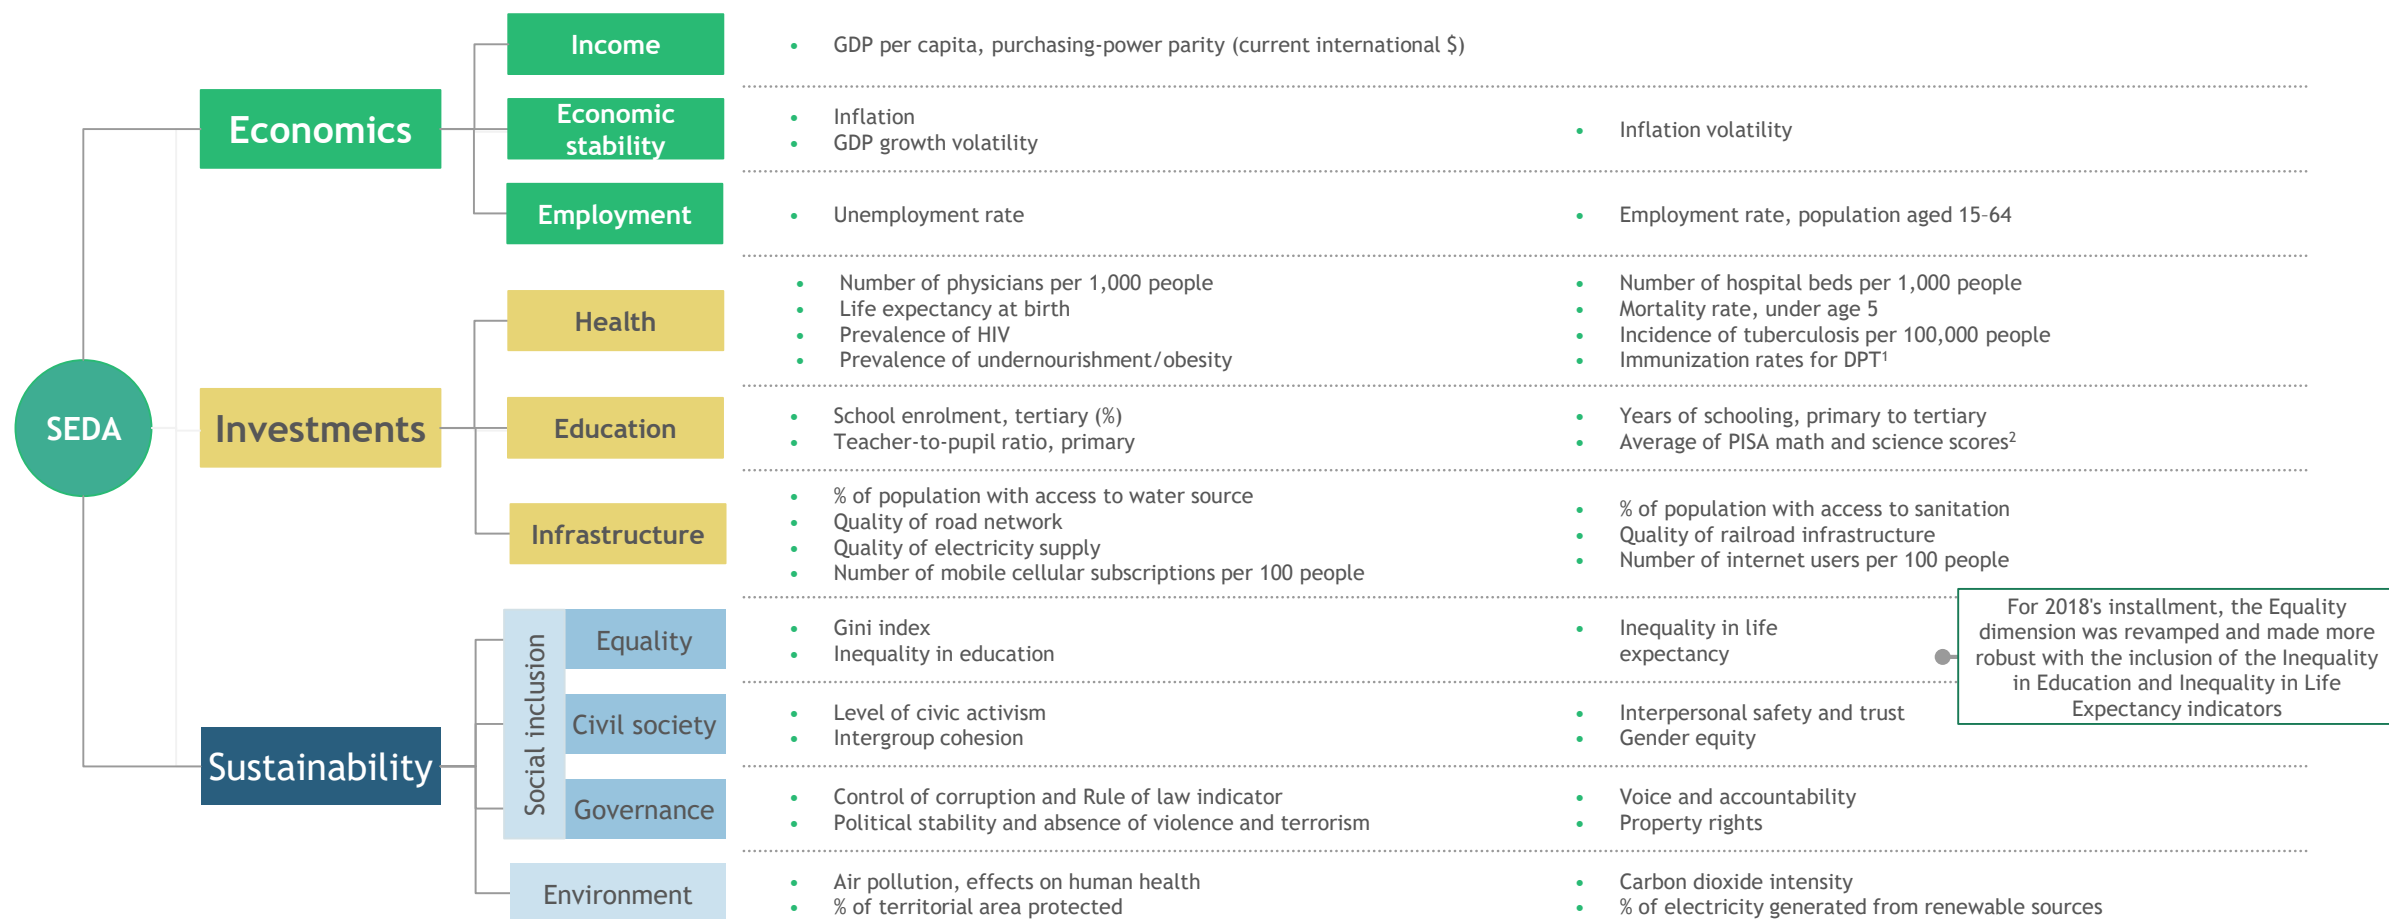 Income
• GDP per capita, purchasing-power parity (current international $)
Economics
Economic
stability
• Inflation
• GDP growth volatility
• Inflation volatility
Employment
• Unemployment rate
• Employment rate, population aged 15–64
SEDA
Investments
Health
• Number of physicians per 1,000 people
• Life expectancy at birth
• Prevalence of HIV
• Prevalence of undernourishment/obesity
• Number of hospital beds per 1,000 people
• Mortality rate, under age 5
• Incidence of tuberculosis per 100,000 people
• Immunization rates for DPT¹
Education
• School enrolment, tertiary (%)
• Teacher-to-pupil ratio, primary
• Years of schooling, primary to tertiary
• Average of PISA math and science scores²
Infrastructure
• % of population with access to water source
• Quality of road network
• Quality of electricity supply
• Number of mobile cellular subscriptions per 100 people
• % of population with access to sanitation
• Quality of railroad infrastructure
• Number of internet users per 100 people
Sustainability
Social inclusion
Equality
• Gini index
• Inequality in education
• Inequality in life
expectancy
For 2018's installment, the Equality
dimension was revamped and made more
robust with the inclusion of the Inequality
in Education and Inequality in Life
Expectancy indicators
Civil society
• Level of civic activism
• Intergroup cohesion
• Interpersonal safety and trust
• Gender equity
Governance
• Control of corruption and Rule of law indicator
• Political stability and absence of violence and terrorism
• Voice and accountability
• Property rights
Environment
• Air pollution, effects on human health
• % of territorial area protected
• Carbon dioxide intensity
• % of electricity generated from renewable sources